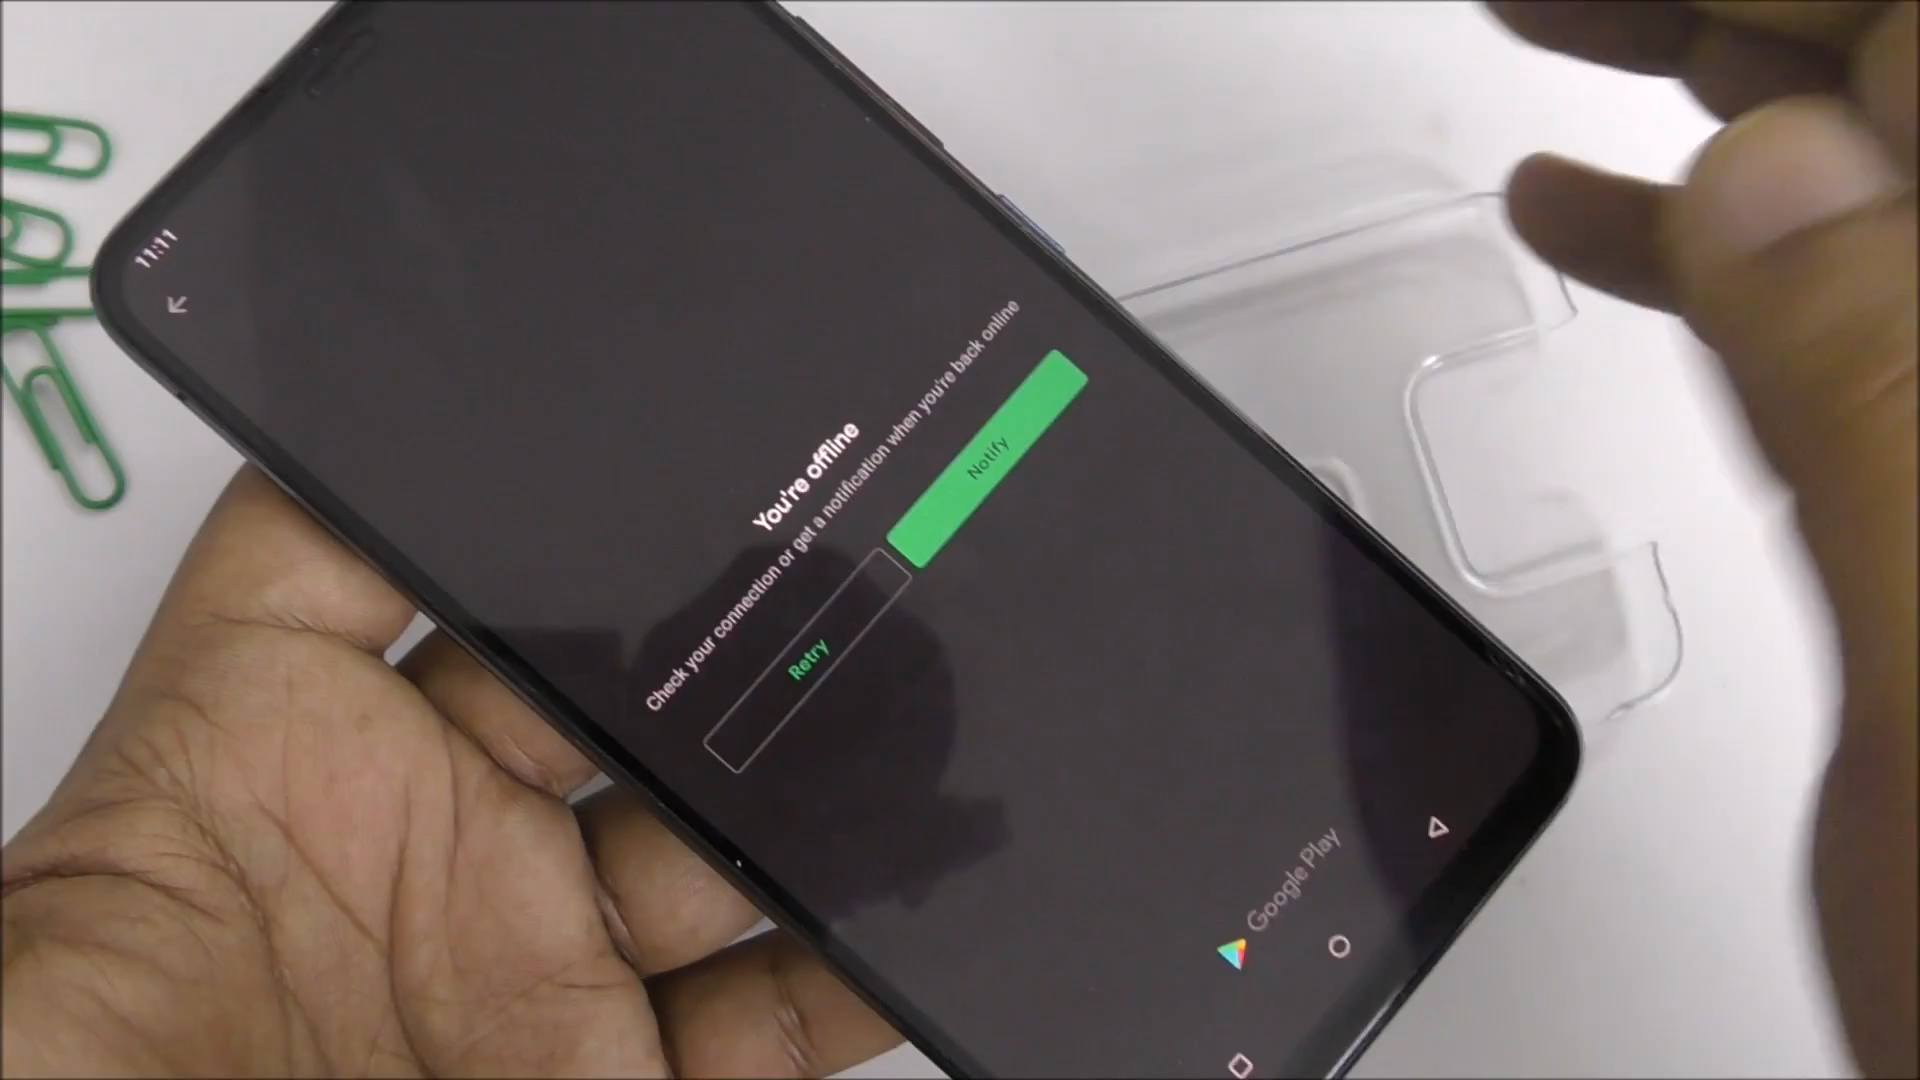 11:11
You're offline
Check your connection or get a notification when you're back online
Retry
Notify
Google Play